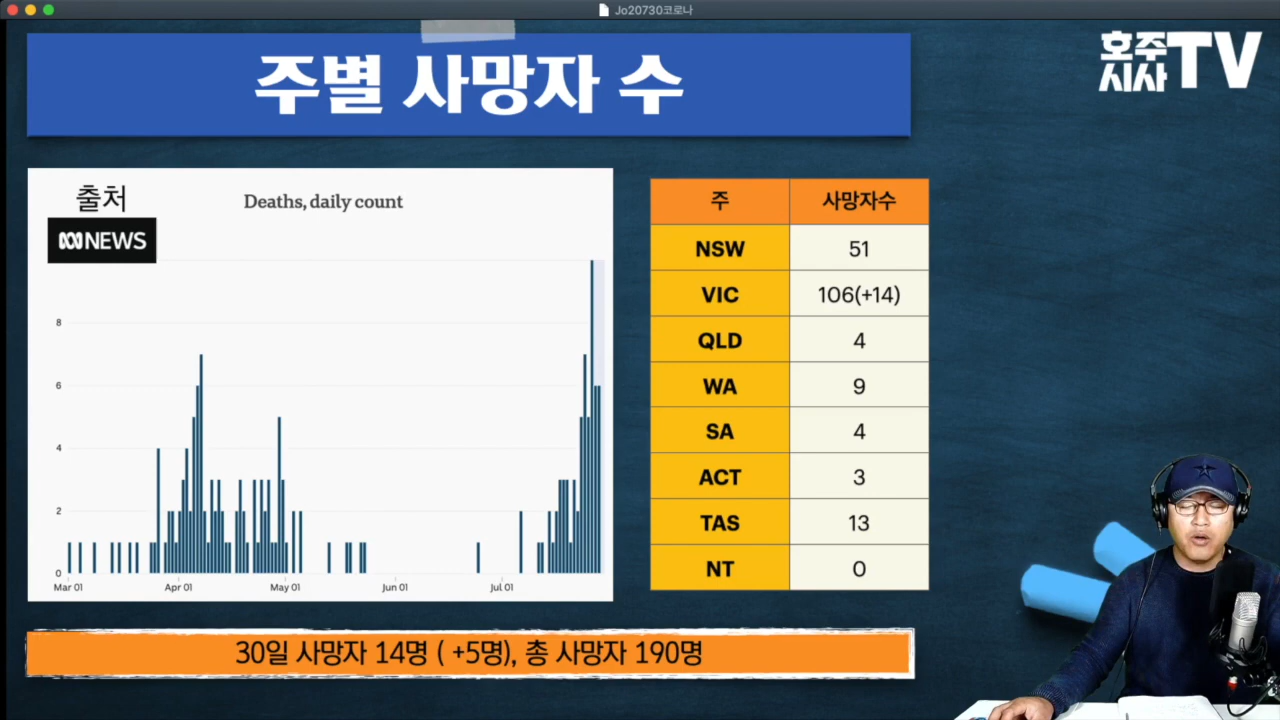 Jo20730코로나
주별 사망자 수
호주
시사TV
출처
NEWS
Deaths, daily count
8
6
4
2
0
Mar 01 Apr 01 May 01 Jun 01 Jul 01
주 사망자수
NSW 51
VIC 106(+14)
QLD 4
WA 9
SA 4
ACT 3
TAS 13
NT 0
30일 사망자 14명 ( +5명), 총 사망자 190명